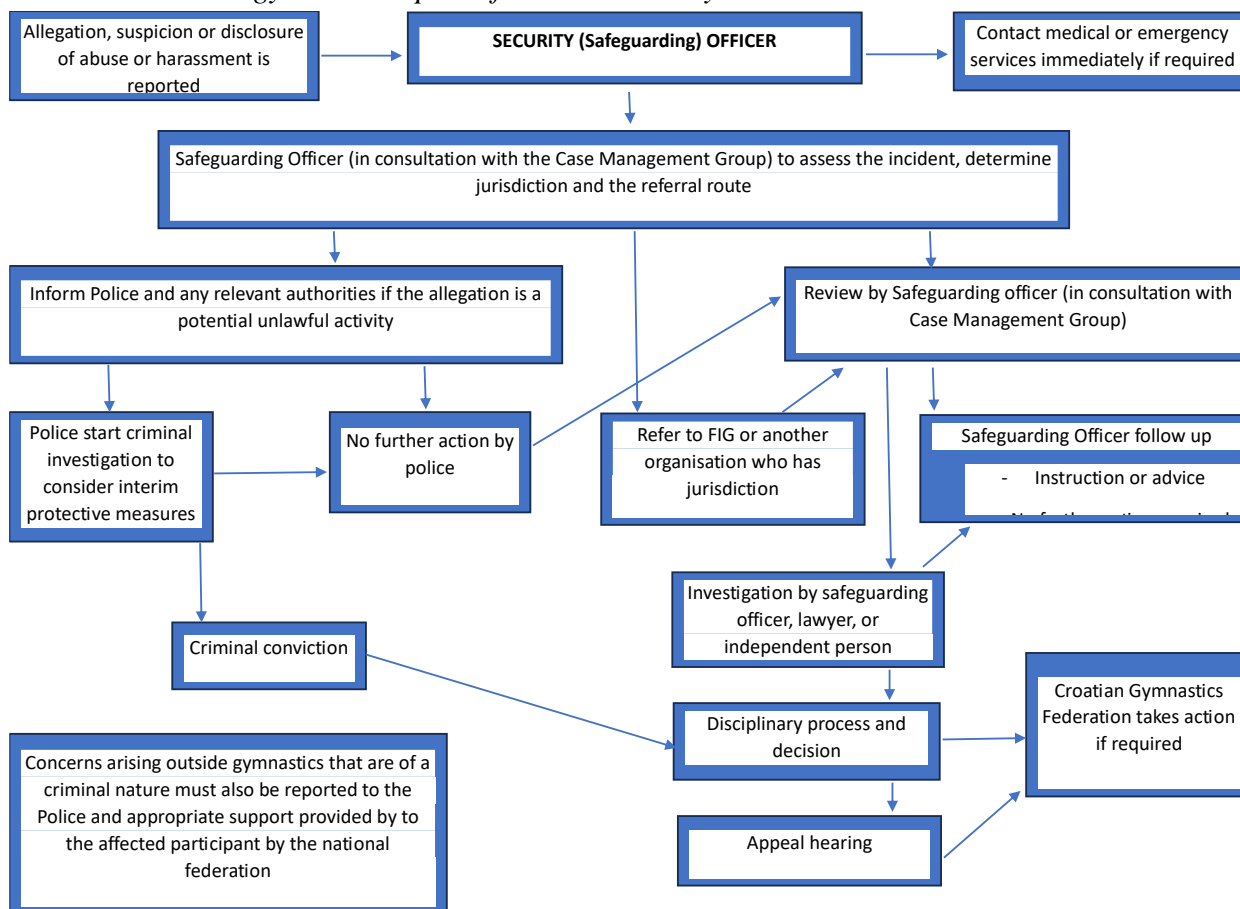 Allegation, suspicion or disclosure
of abuse or harassment is
reported
SECURITY (Safeguarding) OFFICER
Contact medical or emergency
services immediately if required
Safeguarding Officer (in consultation with the Case Management Group) to assess the incident, determine
jurisdiction and the referral route
Inform Police and any relevant authorities if the allegation is a
potential unlawful activity
Review by Safeguarding officer (in consultation with
Case Management Group)
Police start criminal
investigation to
consider interim
protective measures
No further action by
police
Refer to FIG or another
organisation who has
jurisdiction
Safeguarding Officer follow up
- Instruction or advice
Investigation by safeguarding
officer, lawyer, or
independent person
Criminal conviction
Disciplinary process and
decision
Croatian Gymnastics
Federation takes action
if required
Concerns arising outside gymnastics that are of a
criminal nature must also be reported to the
Police and appropriate support provided by to
the affected participant by the national
federation
Appeal hearing